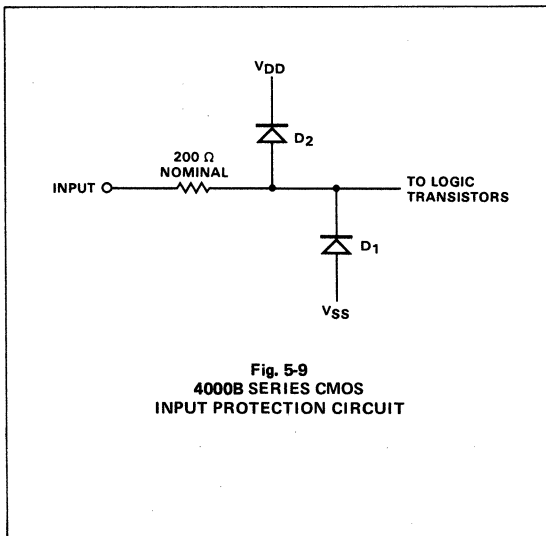 VDD
D2
200 Ω
NOMINAL
INPUT
TO LOGIC
TRANSISTORS
D1
VSS
Fig. 5-9
4000B SERIES CMOS
INPUT PROTECTION CIRCUIT